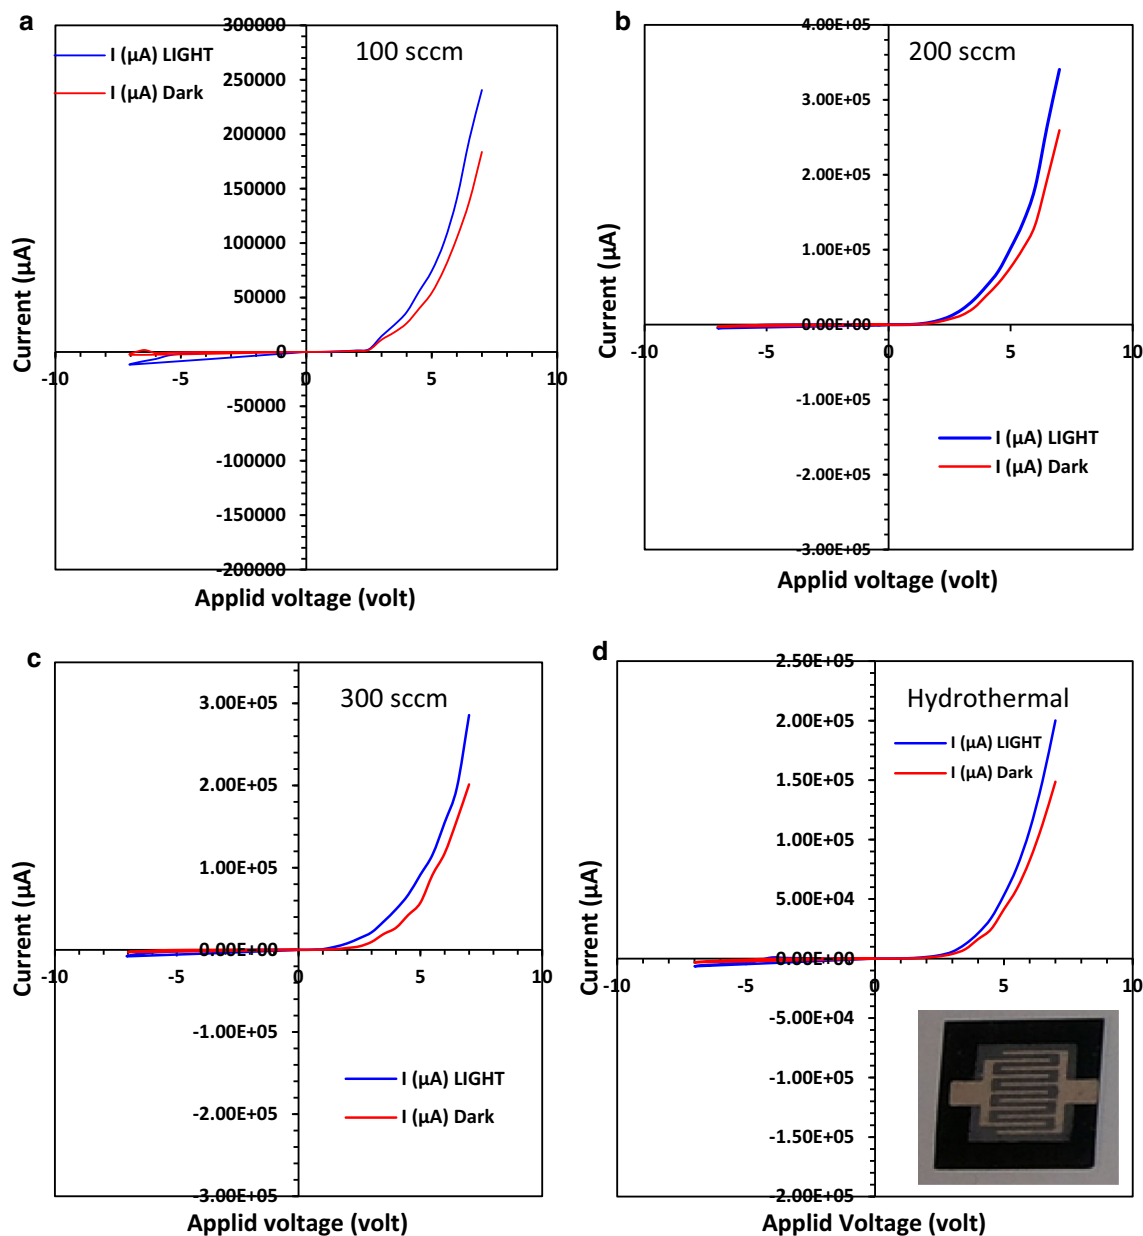 a
100 sccm
I (µA) LIGHT
I (µA) Dark
300000
250000
200000
150000
100000
50000
0
-50000
-100000
-150000
-200000
-10
-5
0
5
10
Current (µA)
Applid voltage (volt)
b
200 sccm
4.00E+05
3.00E+05
2.00E+05
1.00E+05
0.00E+00
-1.00E+05
-2.00E+05
-3.00E+05
-10
-5
0
5
10
I (µA) LIGHT
I (µA) Dark
Current (µA)
Applid voltage (volt)
c
300 sccm
3.00E+05
2.00E+05
1.00E+05
0.00E+00
-1.00E+05
-2.00E+05
-3.00E+05
-10
-5
0
5
10
I (µA) LIGHT
I (µA) Dark
Current (µA)
Applid voltage (volt)
d
Hydrothermal
I (µA) LIGHT
I (µA) Dark
2.50E+05
2.00E+05
1.50E+05
1.00E+05
5.00E+04
0.00E+00
-5.00E+04
-1.00E+05
-1.50E+05
-2.00E+05
-10
-5
0
5
10
Current (µA)
Applid Voltage (volt)